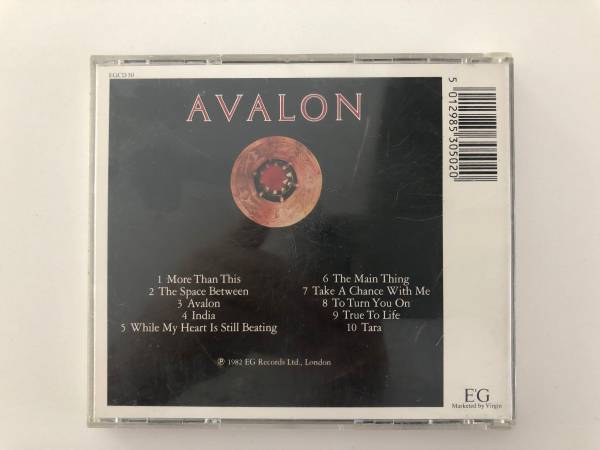 EGCD 50
AVALON
1 More Than This
2 The Space Between
3 Avalon
4 India
5 While My Heart Is Still Beating
6 The Main Thing
7 Take A Chance With Me
8 To Turn You On
9 True To Life
10 Tara
℗ 1982 EG Records Ltd., London
5 012985 305020
E'G
Marketed by Virgin